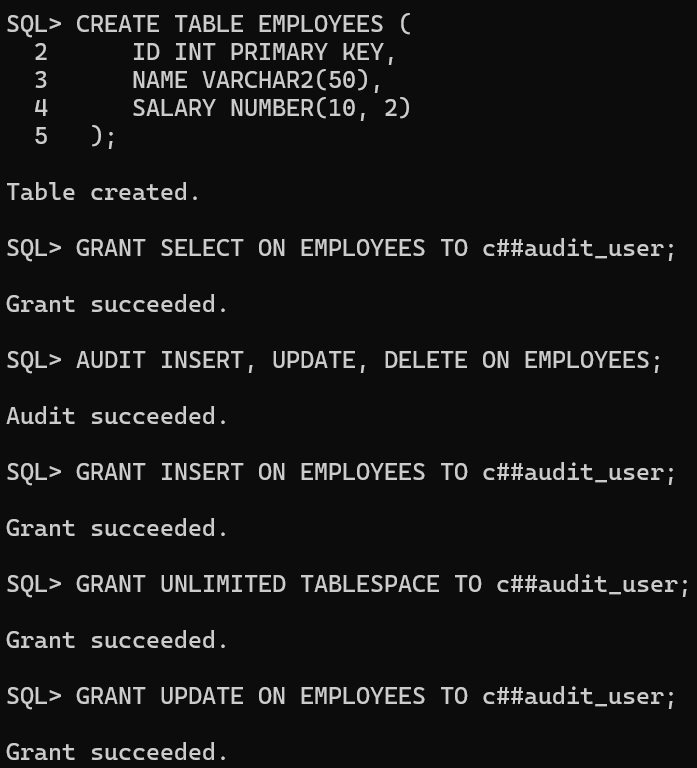 SQL> CREATE TABLE EMPLOYEES (
  2      ID INT PRIMARY KEY,
  3      NAME VARCHAR2(50),
  4      SALARY NUMBER(10, 2)
  5   );
Table created.
SQL> GRANT SELECT ON EMPLOYEES TO c##audit_user;
Grant succeeded.
SQL> AUDIT INSERT, UPDATE, DELETE ON EMPLOYEES;
Audit succeeded.
SQL> GRANT INSERT ON EMPLOYEES TO c##audit_user;
Grant succeeded.
SQL> GRANT UNLIMITED TABLESPACE TO c##audit_user;
Grant succeeded.
SQL> GRANT UPDATE ON EMPLOYEES TO c##audit_user;
Grant succeeded.